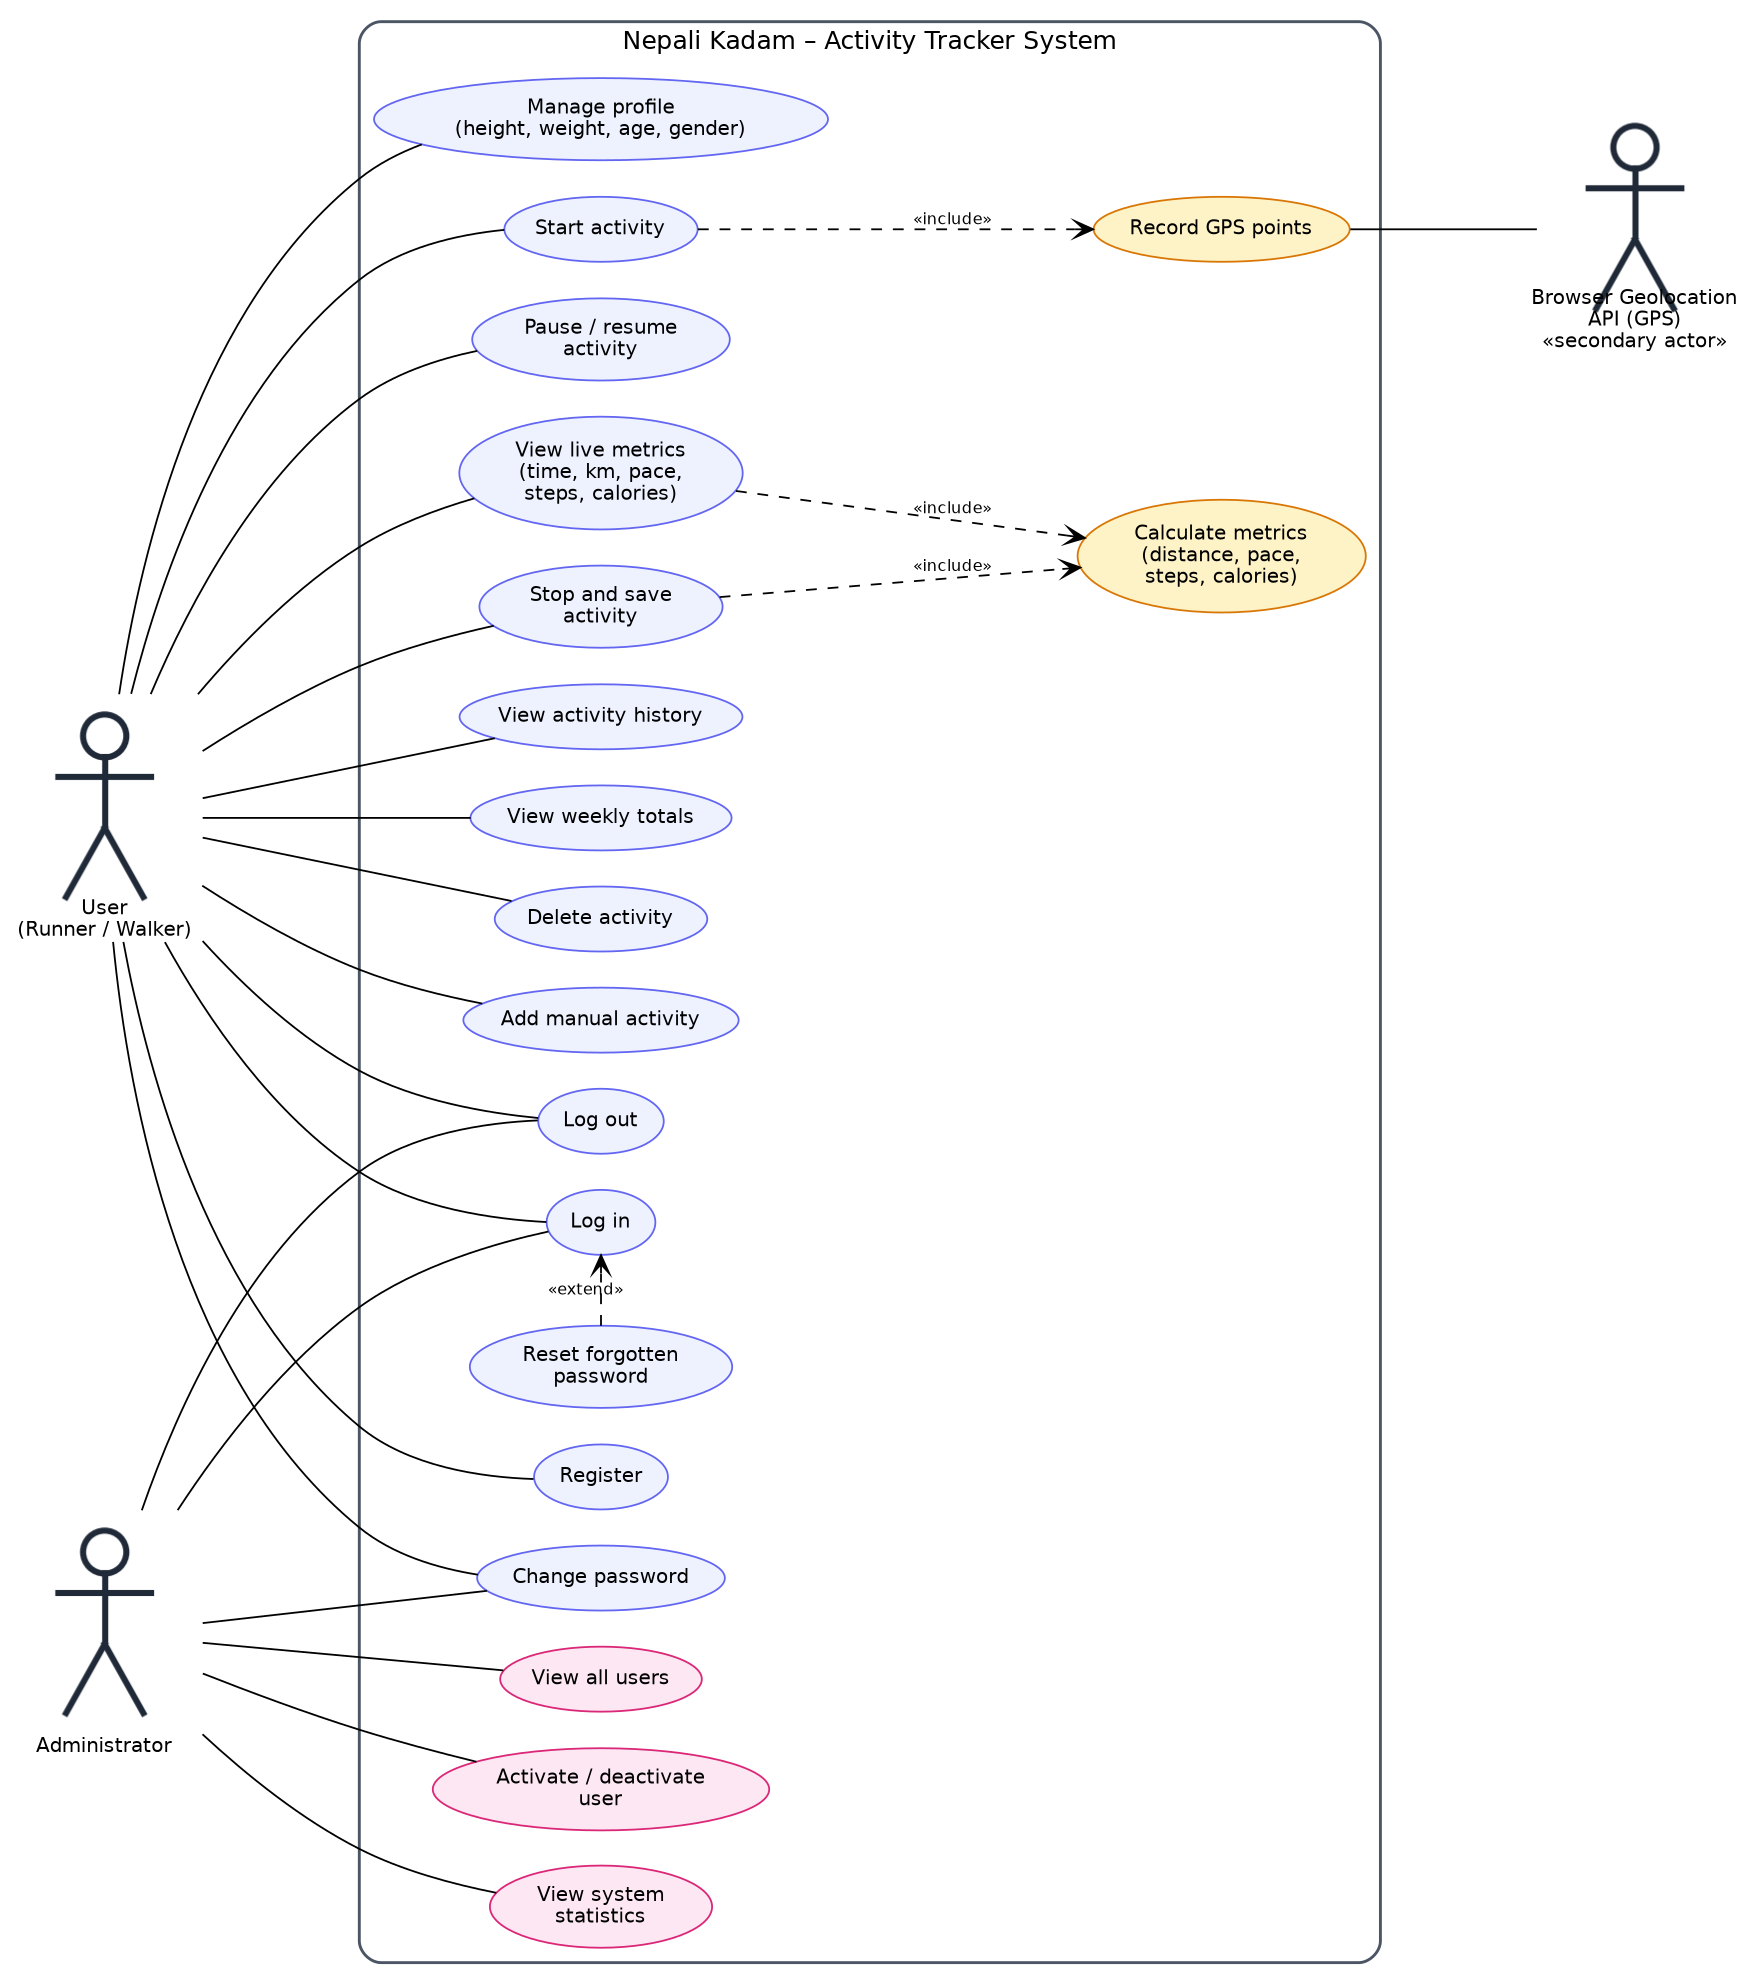 Nepali Kadam – Activity Tracker System
Manage profile
(height, weight, age, gender)
Start activity
«include»
Record GPS points
Browser Geolocation
API (GPS)
«secondary actor»
Pause / resume
activity
View live metrics
(time, km, pace,
steps, calories)
«include»
Calculate metrics
(distance, pace,
steps, calories)
«include»
Stop and save
activity
View activity history
View weekly totals
User
(Runner / Walker)
Delete activity
Add manual activity
Log out
Log in
«extend»
Reset forgotten
password
Register
Change password
View all users
Administrator
Activate / deactivate
user
View system
statistics